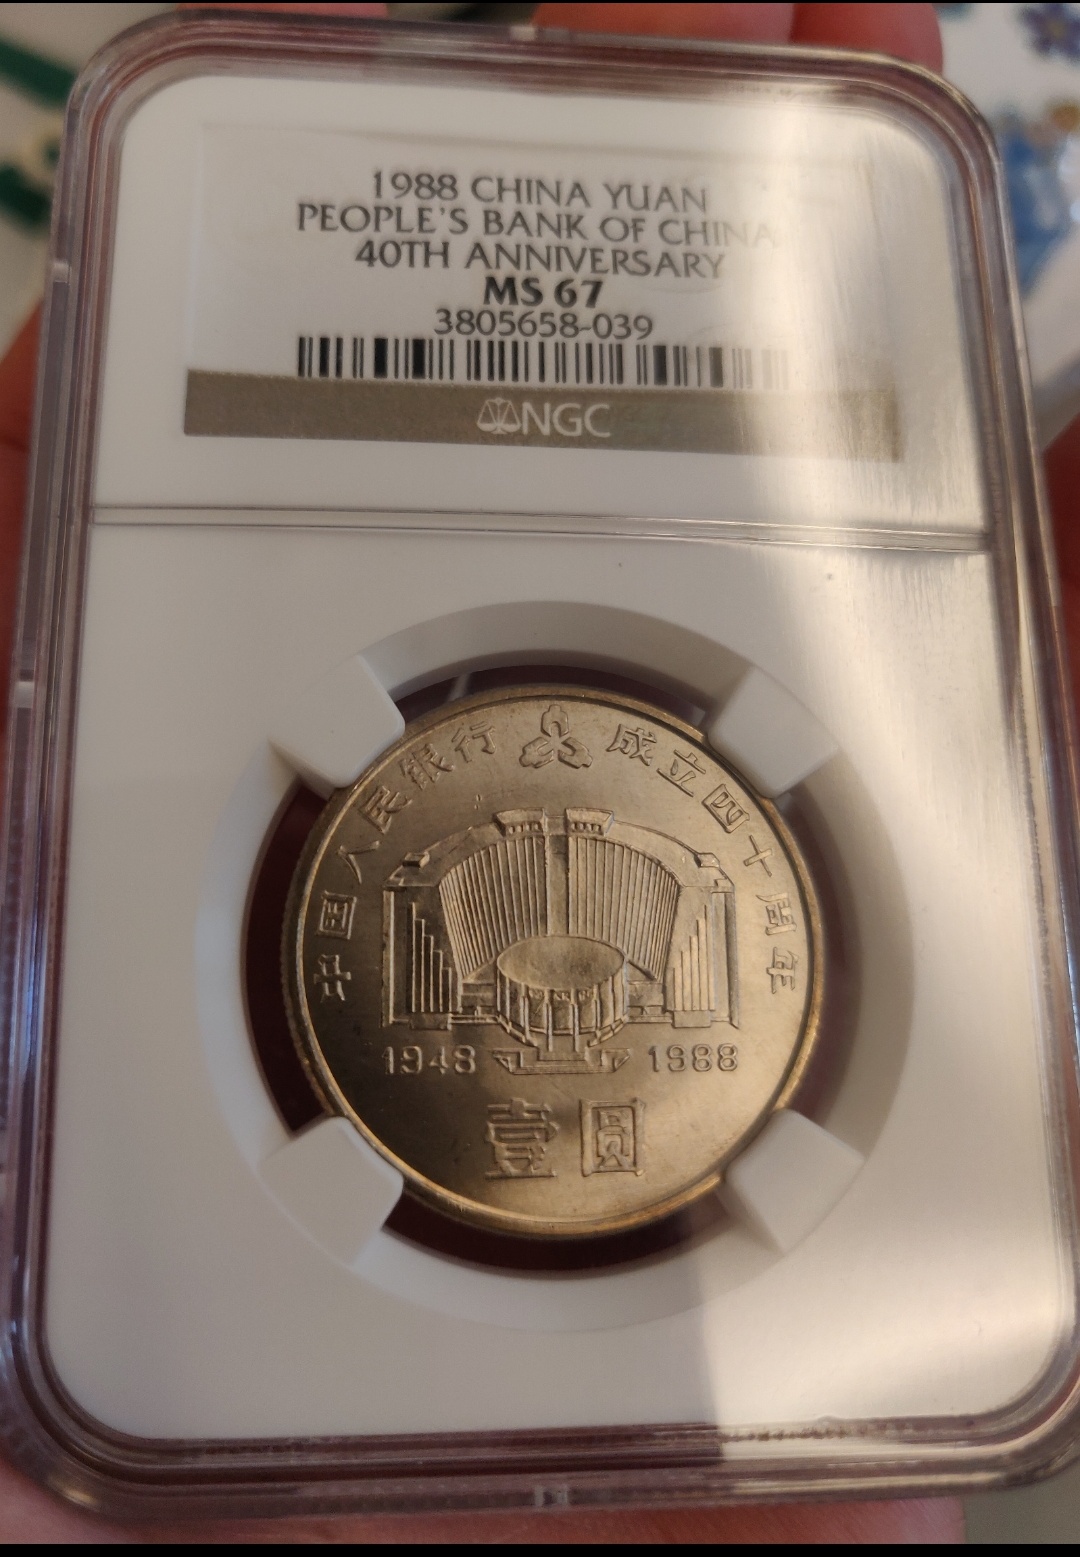 1988 CHINA YUAN
PEOPLE'S BANK OF CHINA
40TH ANNIVERSARY
MS 67
3805658-039
NGC
中国人民银行 成立四十周年
1948 1988
壹圆